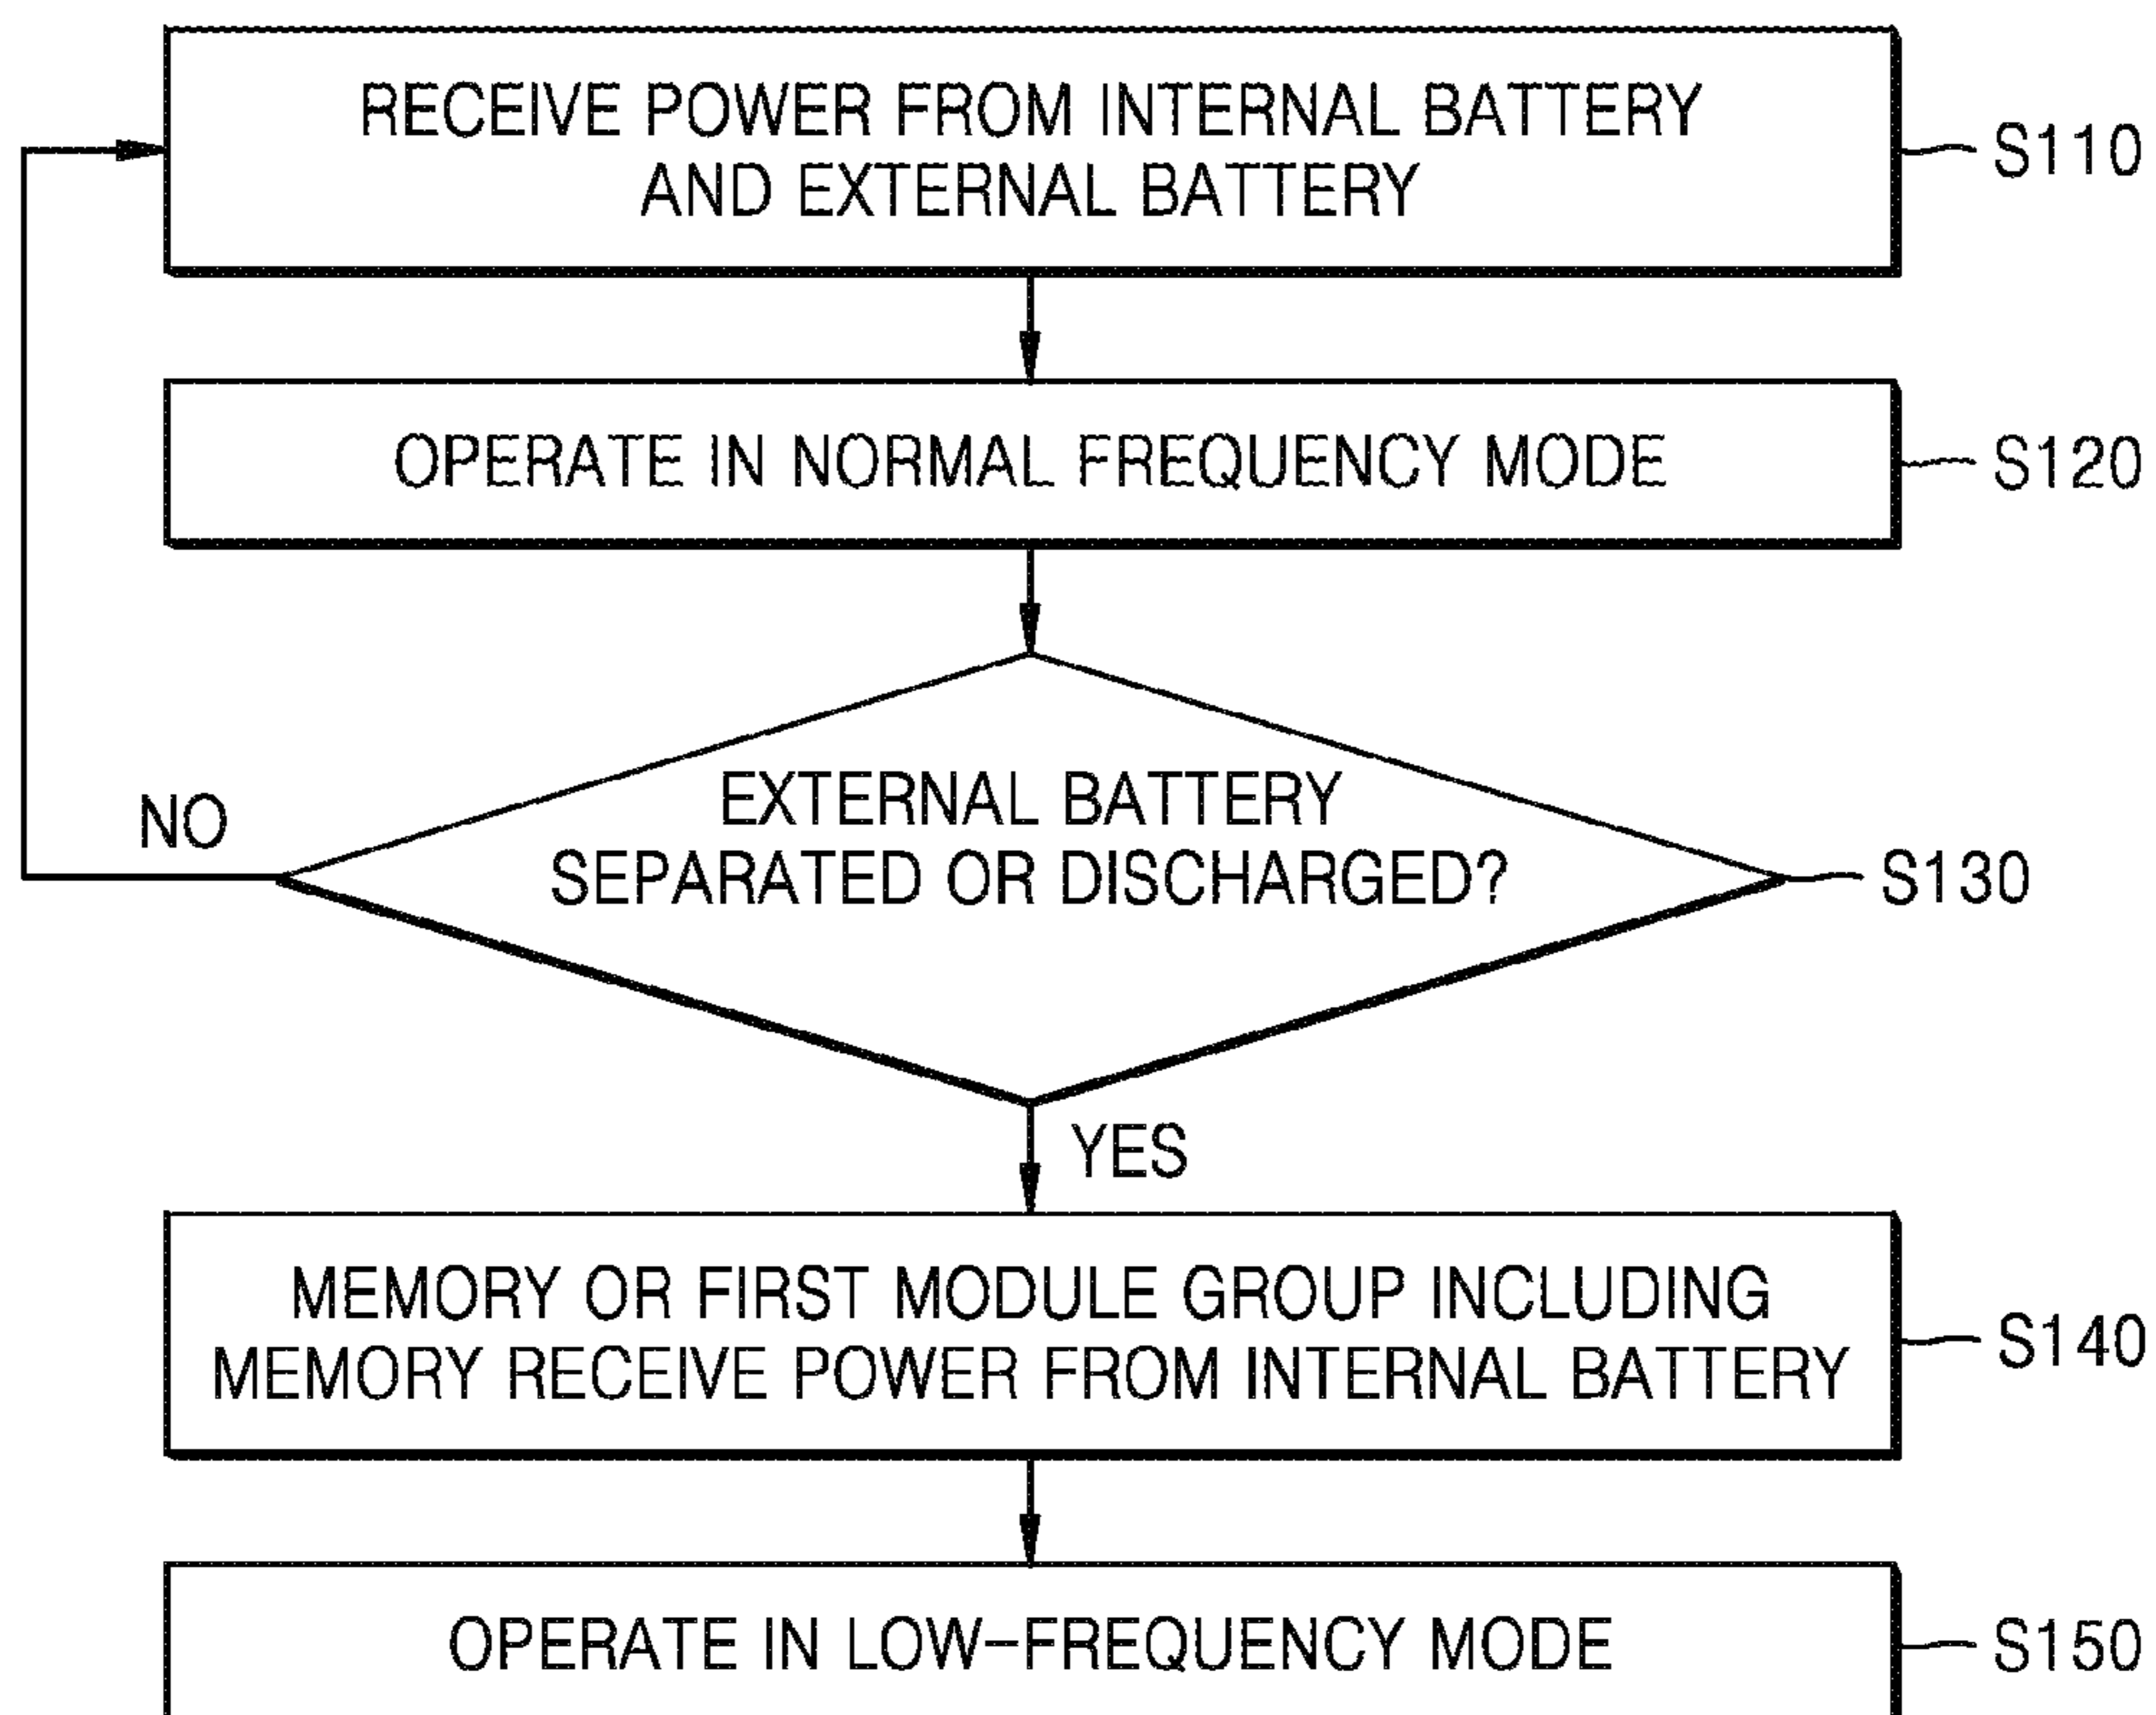 RECEIVE POWER FROM INTERNAL BATTERY
AND EXTERNAL BATTERY
S110
OPERATE IN NORMAL FREQUENCY MODE
S120
EXTERNAL BATTERY
SEPARATED OR DISCHARGED?
S130
NO
YES
MEMORY OR FIRST MODULE GROUP INCLUDING
MEMORY RECEIVE POWER FROM INTERNAL BATTERY
S140
OPERATE IN LOW-FREQUENCY MODE
S150